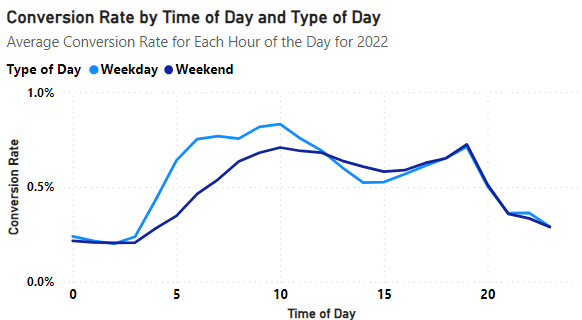 Conversion Rate by Time of Day and Type of Day
Average Conversion Rate for Each Hour of the Day for 2022
Type of Day Weekday Weekend
1.0%
0.5%
0.0%
Conversion Rate
0 5 10 15 20
Time of Day